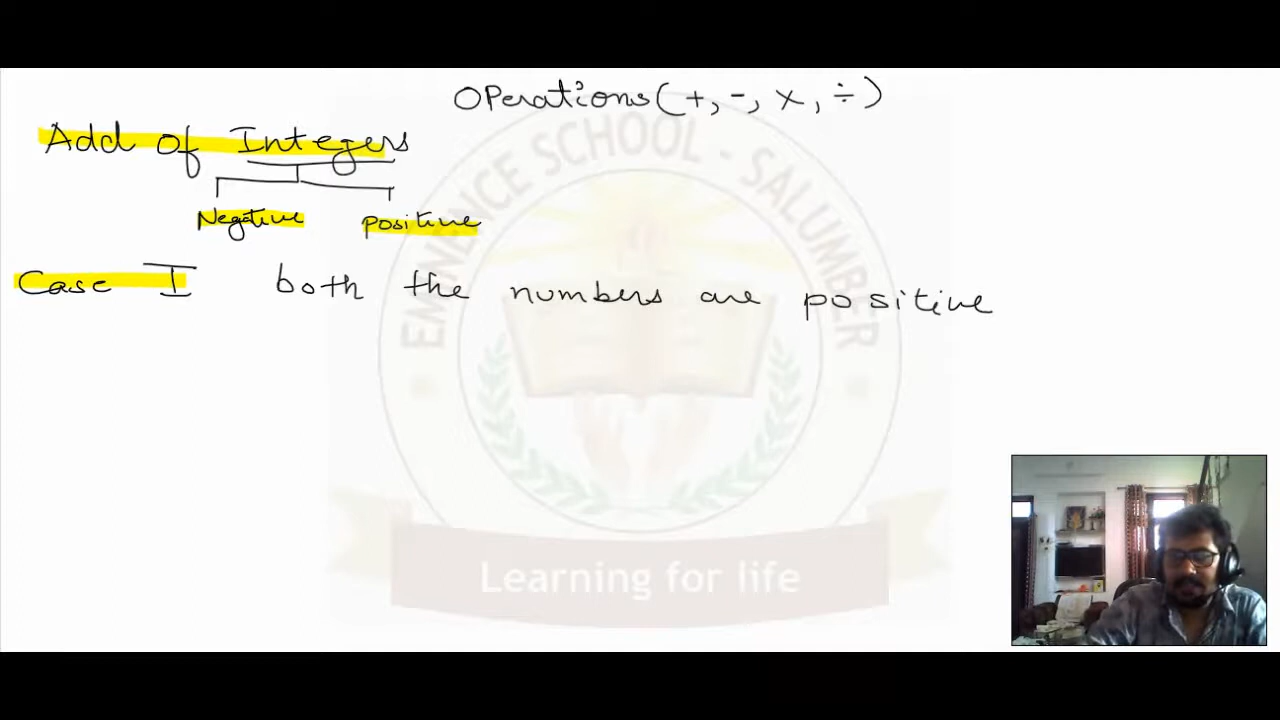 Operations (+, -, x, ÷)
Add of Integers
Negative positive
Case I both the numbers are positive
EMINENCE SCHOOL - SALUMBER
Learning for life